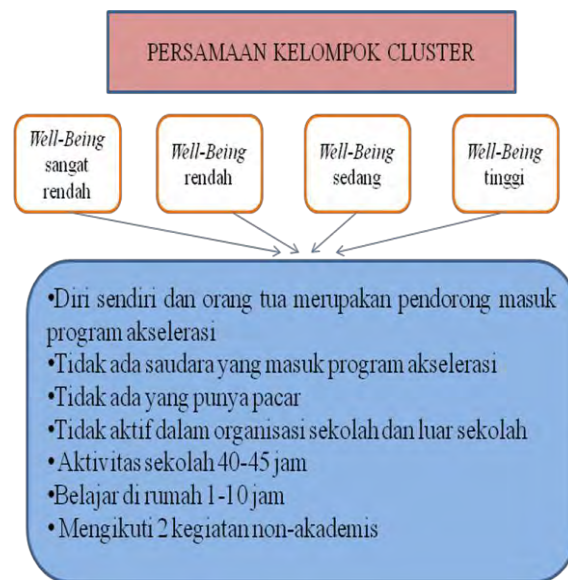 PERSAMAAN KELOMPOK CLUSTER
Well-Being
sangat
rendah
Well-Being
rendah
Well-Being
sedang
Well-Being
tinggi
•Diri sendiri dan orang tua merupakan pendorong masuk
program akselerasi
•Tidak ada saudara yang masuk program akselerasi
•Tidak ada yang punya pacar
•Tidak aktif dalam organisasi sekolah dan luar sekolah
•Aktivitas sekolah 40-45 jam
•Belajar di rumah 1-10 jam
•Mengikuti 2 kegiatan non-akademis